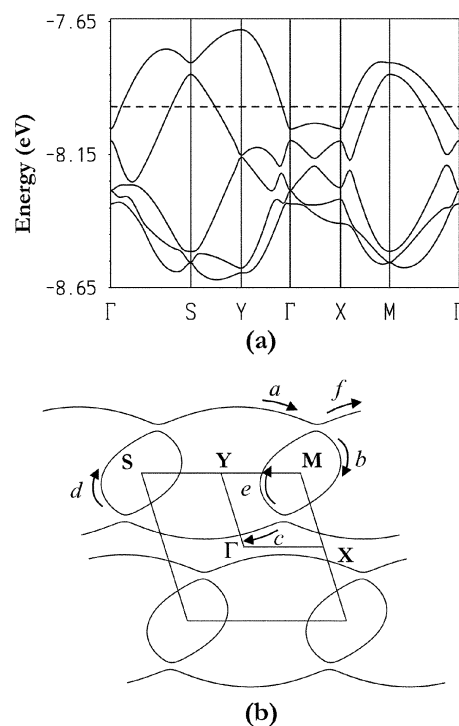 -7.65
-8.15
-8.65
Energy (eV)
Γ S Y Γ X M Γ
(a)
a f
S Y M b
d e
Γ c
X
(b)